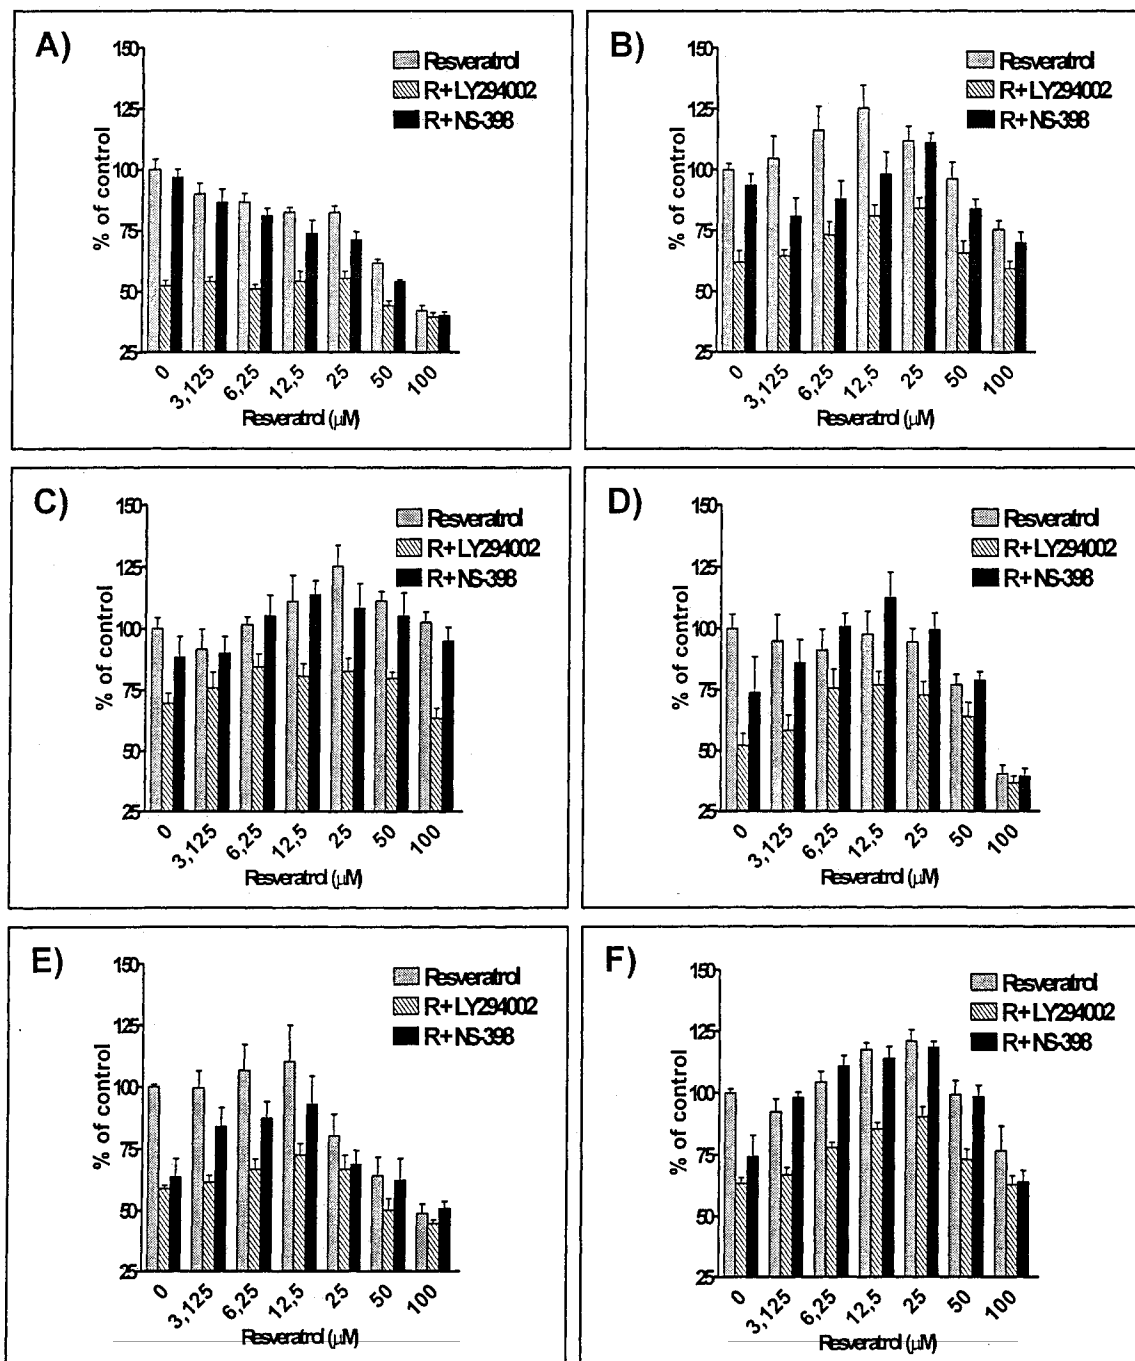 A)
150
125
100
75
50
25
% of control
Resveratrol
R+LY294002
R+NS-398
0 3,125 6,25 12,5 25 50 100
Resveratrol (µM)
B)
150
125
100
75
50
25
% of control
Resveratrol
R+LY294002
R+NS-398
0 3,125 6,25 12,5 25 50 100
Resveratrol (µM)
C)
150
125
100
75
50
25
% of control
Resveratrol
R+LY294002
R+NS-398
0 3,125 6,25 12,5 25 50 100
Resveratrol (µM)
D)
150
125
100
75
50
25
% of control
Resveratrol
R+LY294002
R+NS-398
0 3,125 6,25 12,5 25 50 100
Resveratrol (µM)
E)
150
125
100
75
50
25
% of control
Resveratrol
R+LY294002
R+NS-398
0 3,125 6,25 12,5 25 50 100
Resveratrol (µM)
F)
150
125
100
75
50
25
% of control
Resveratrol
R+LY294002
R+NS-398
0 3,125 6,25 12,5 25 50 100
Resveratrol (µM)